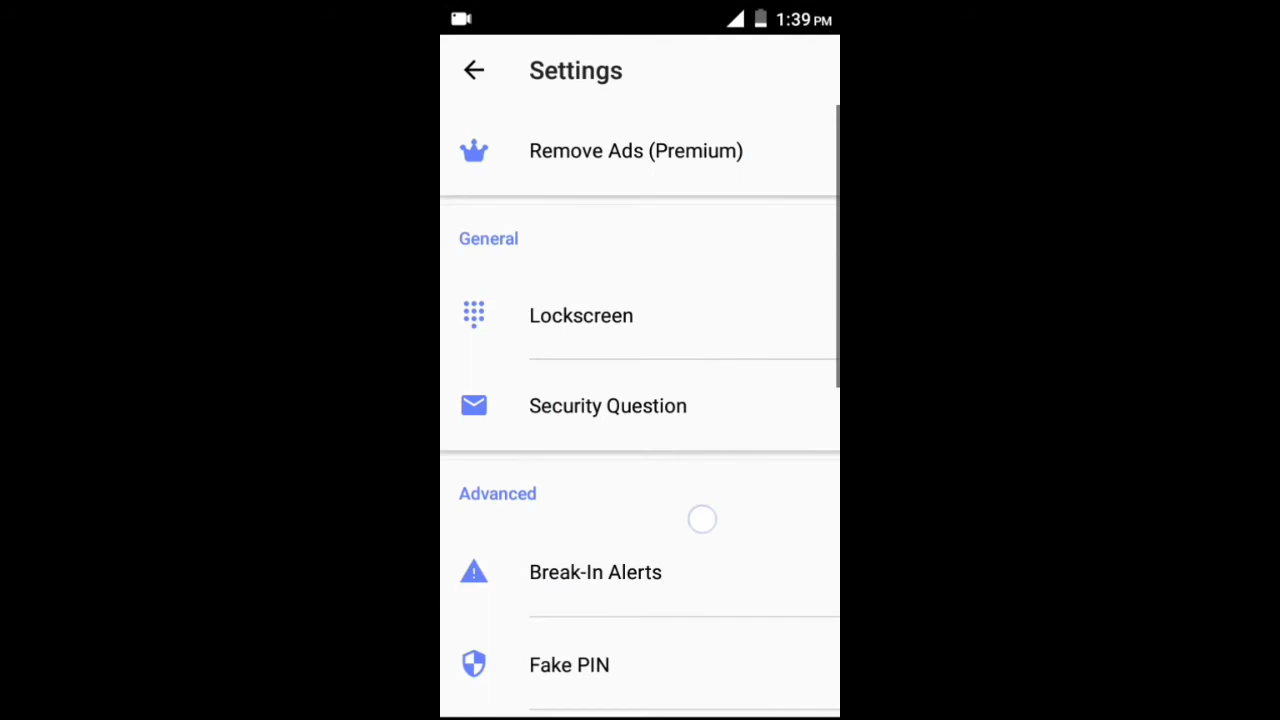 1:39 PM
Settings
Remove Ads (Premium)
General
Lockscreen
Security Question
Advanced
Break-In Alerts
Fake PIN